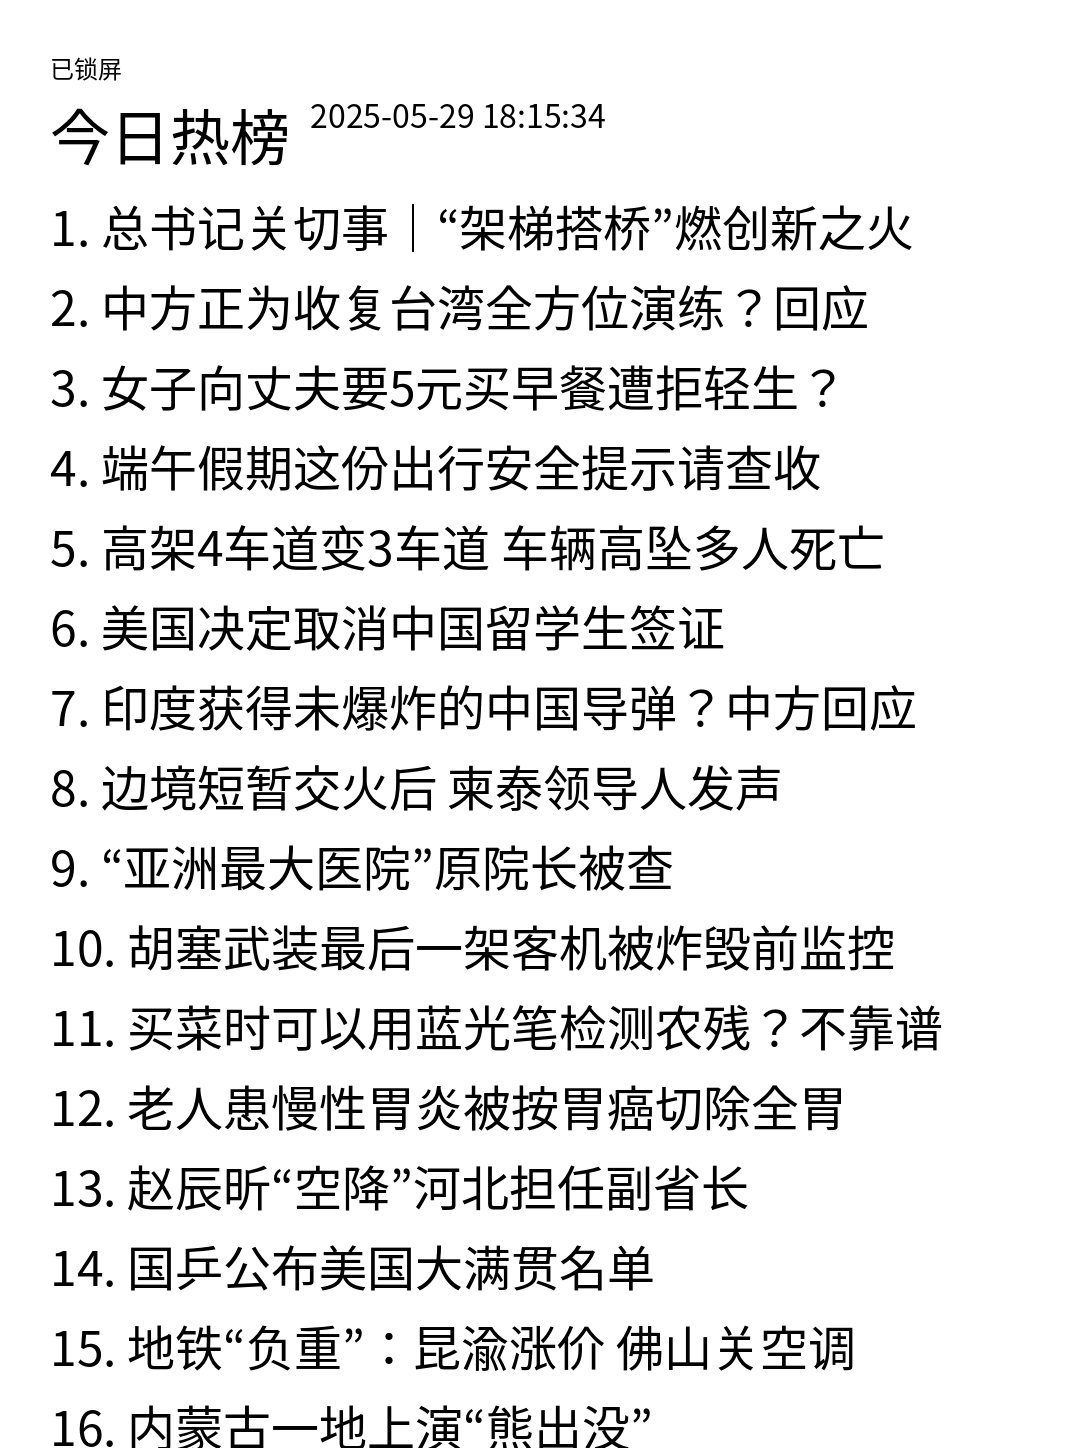 已锁屏
今日热榜 2025-05-29 18:15:34
1. 总书记关切事｜“架梯搭桥”燃创新之火
2. 中方正为收复台湾全方位演练？回应
3. 女子向丈夫要5元买早餐遭拒轻生？
4. 端午假期这份出行安全提示请查收
5. 高架4车道变3车道 车辆高坠多人死亡
6. 美国决定取消中国留学生签证
7. 印度获得未爆炸的中国导弹？中方回应
8. 边境短暂交火后 柬泰领导人发声
9. “亚洲最大医院”原院长被查
10. 胡塞武装最后一架客机被炸毁前监控
11. 买菜时可以用蓝光笔检测农残？不靠谱
12. 老人患慢性胃炎被按胃癌切除全胃
13. 赵辰昕“空降”河北担任副省长
14. 国乒公布美国大满贯名单
15. 地铁“负重”：昆渝涨价 佛山关空调
16. 内蒙古一地上演“熊出没”